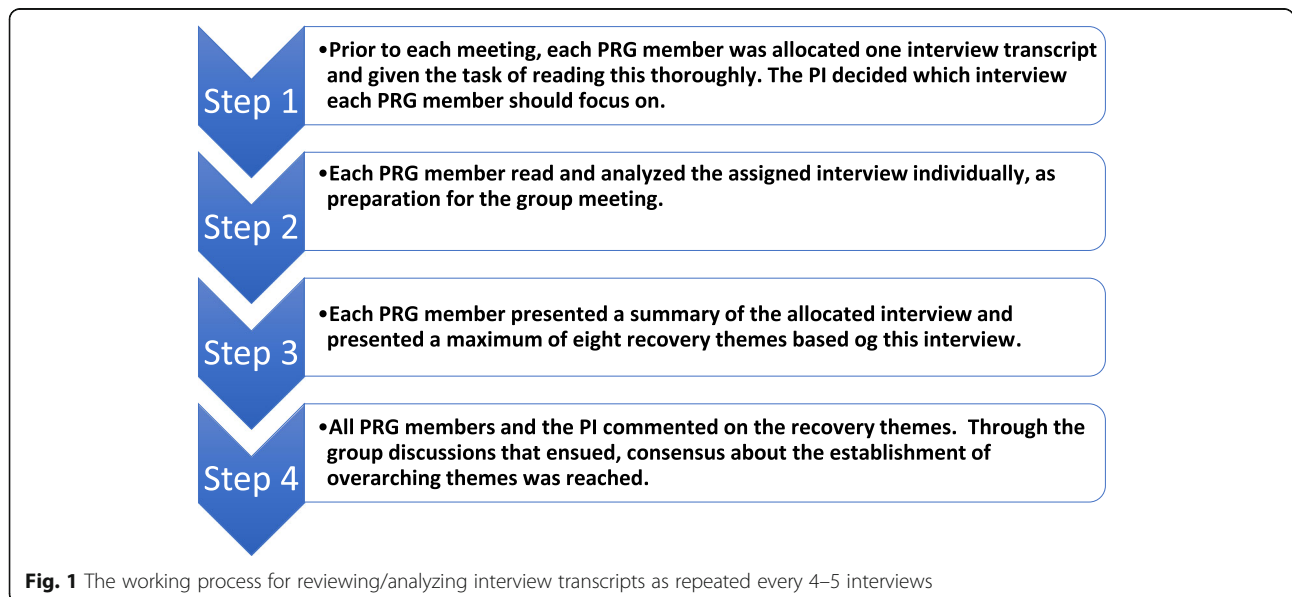 Step 1
•Prior to each meeting, each PRG member was allocated one interview transcript
and given the task of reading this thoroughly. The PI decided which interview
each PRG member should focus on.
Step 2
•Each PRG member read and analyzed the assigned interview individually, as
preparation for the group meeting.
Step 3
•Each PRG member presented a summary of the allocated interview and
presented a maximum of eight recovery themes based og this interview.
Step 4
•All PRG members and the PI commented on the recovery themes.  Through the
group discussions that ensued, consensus about the establishment of
overarching themes was reached.
Fig. 1 The working process for reviewing/analyzing interview transcripts as repeated every 4–5 interviews